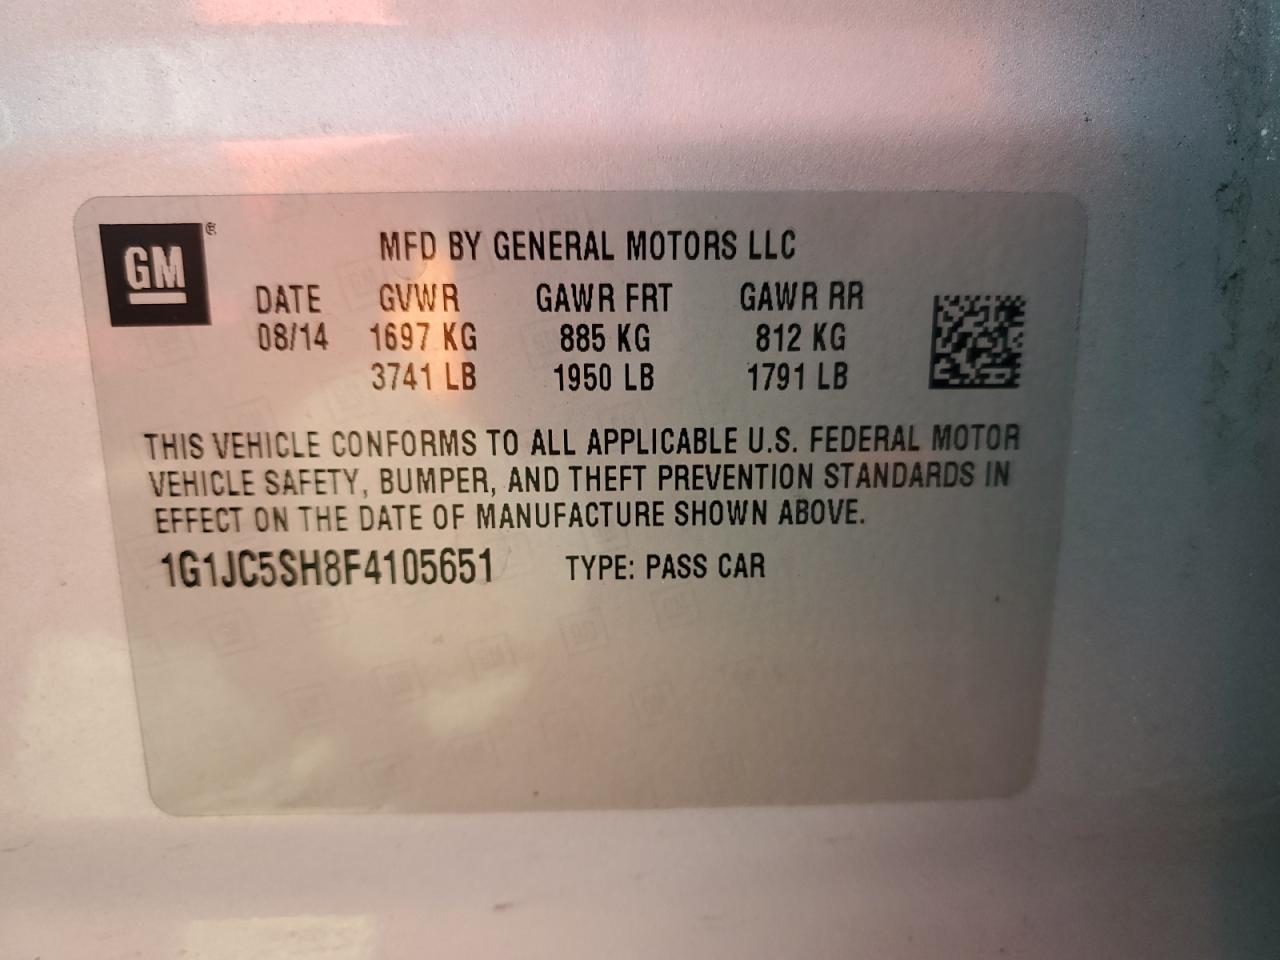 GM®
MFD BY GENERAL MOTORS LLC
DATE GVWR GAWR FRT GAWR RR
08/14 1697 KG 885 KG 812 KG
3741 LB 1950 LB 1791 LB
THIS VEHICLE CONFORMS TO ALL APPLICABLE U.S. FEDERAL MOTOR
VEHICLE SAFETY, BUMPER, AND THEFT PREVENTION STANDARDS IN
EFFECT ON THE DATE OF MANUFACTURE SHOWN ABOVE.
1G1JC5SH8F4105651 TYPE: PASS CAR